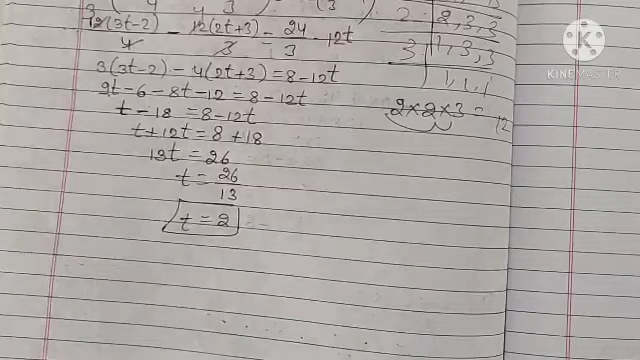 12(3t-2)/4 - 12(2t+3)/3 = 24/3 - 12t
3(3t-2) - 4(2t+3) = 8 - 12t
9t - 6 - 8t - 12 = 8 - 12t
t - 18 = 8 - 12t
t + 12t = 8 + 18
13t = 26
t = 26/13
t = 2
2 | 2, 3, 3
3 | 1, 3, 3
1, 1, 1
2×2×3 = 12
KINEMASTER